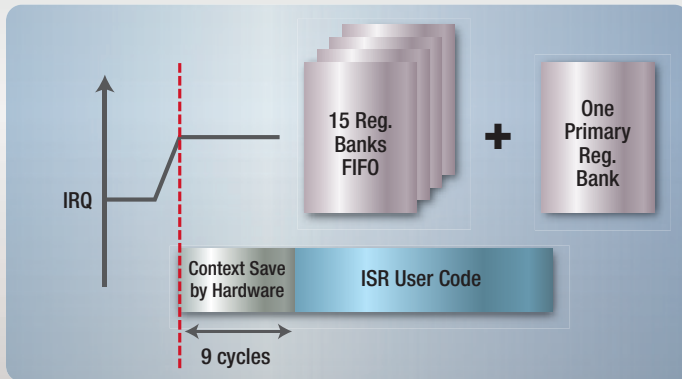 15 Reg.
Banks
FIFO
+
One
Primary
Reg.
Bank
IRQ
Context Save
by Hardware
ISR User Code
9 cycles